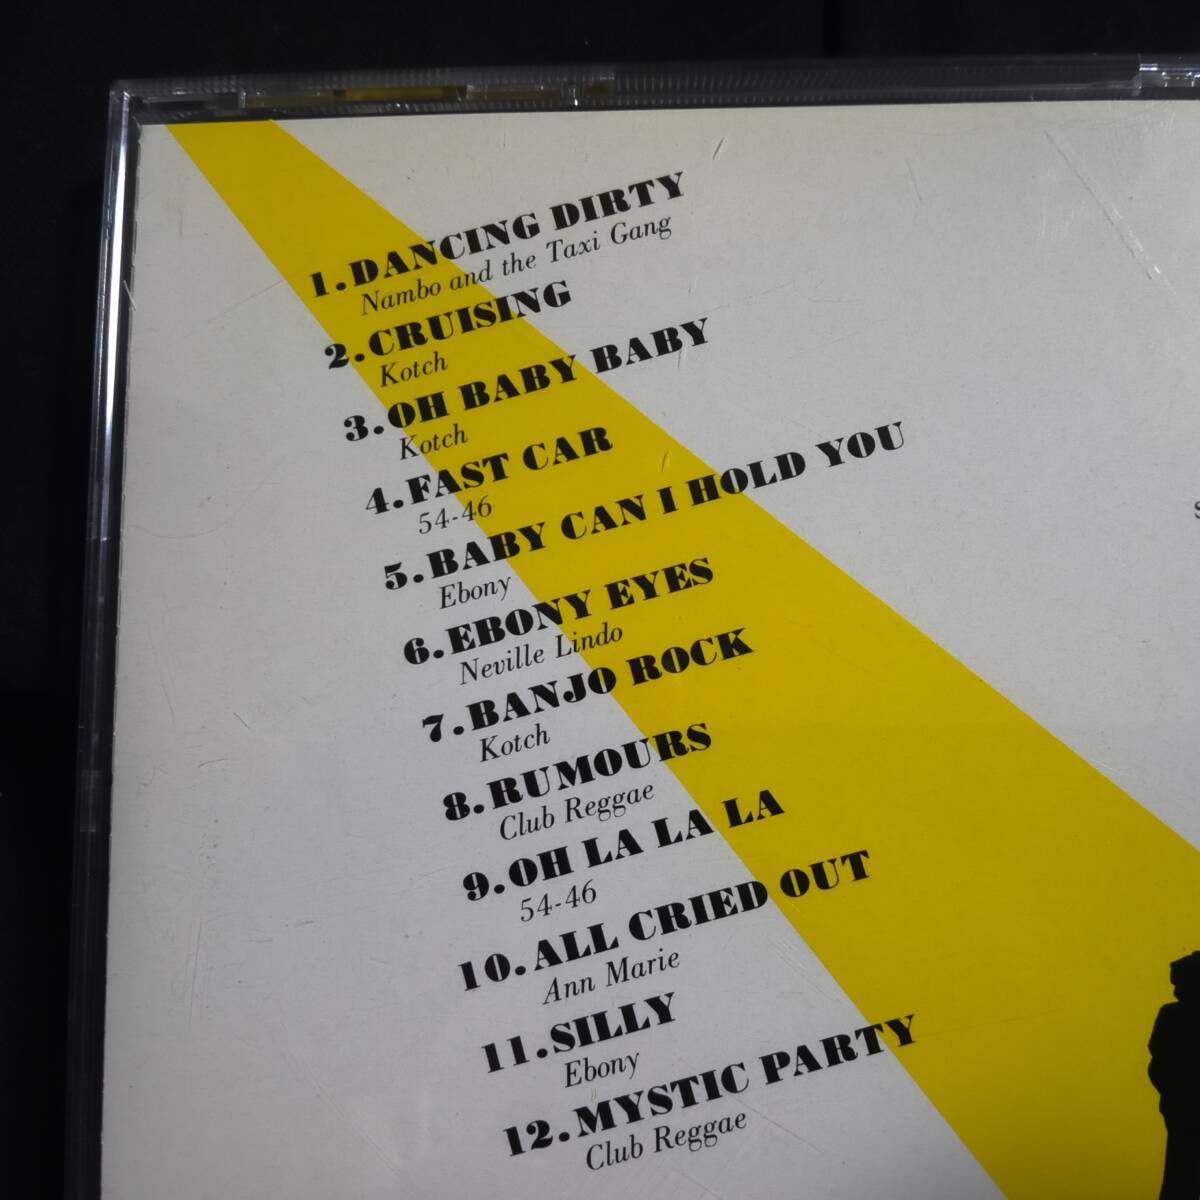 1. DANCING DIRTY
Nambo and the Taxi Gang
2. CRUISING
Kotch
3. OH BABY BABY
Kotch
4. FAST CAR
54-46
5. BABY CAN I HOLD YOU
Ebony
6. EBONY EYES
Neville Lindo
7. BANJO ROCK
Kotch
8. RUMOURS
Club Reggae
9. OH LA LA LA
54-46
10. ALL CRIED OUT
Ann Marie
11. SILLY
Ebony
12. MYSTIC PARTY
Club Reggae